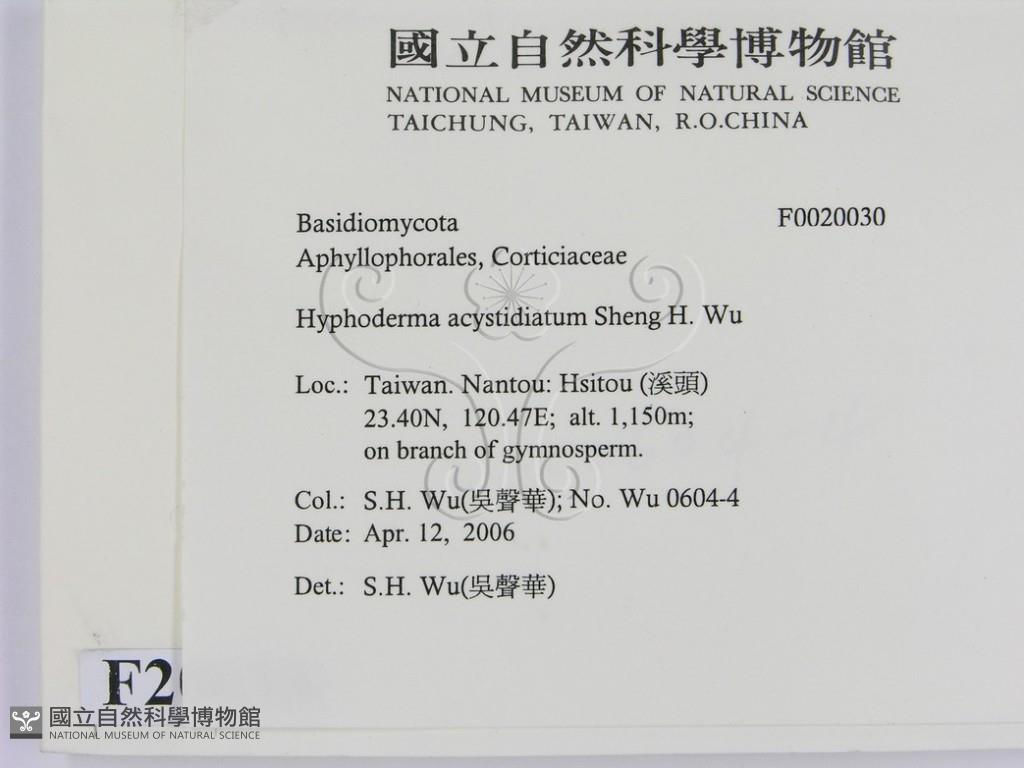 國立自然科學博物館
NATIONAL MUSEUM OF NATURAL SCIENCE
TAICHUNG, TAIWAN, R.O.CHINA
Basidiomycota F0020030
Aphyllophorales, Corticiaceae
Hyphoderma acystidiatum Sheng H. Wu
Loc.: Taiwan. Nantou: Hsitou (溪頭)
23.40N, 120.47E; alt. 1,150m;
on branch of gymnosperm.
Col.: S.H. Wu(吳聲華); No. Wu 0604-4
Date: Apr. 12, 2006
Det.: S.H. Wu(吳聲華)
F2
國立自然科學博物館
NATIONAL MUSEUM OF NATURAL SCIENCE